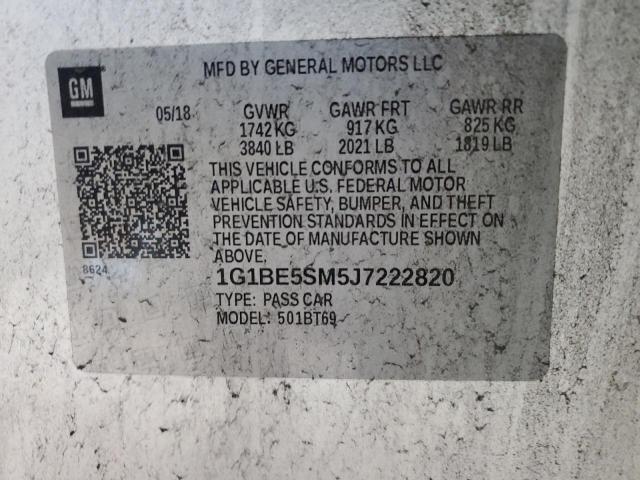 GM
MFD BY GENERAL MOTORS LLC
05/18 GVWR GAWR FRT GAWR RR
1742 KG 917 KG 825 KG
3840 LB 2021 LB 1819 LB
THIS VEHICLE CONFORMS TO ALL
APPLICABLE U.S. FEDERAL MOTOR
VEHICLE SAFETY, BUMPER, AND THEFT
PREVENTION STANDARDS IN EFFECT ON
THE DATE OF MANUFACTURE SHOWN
ABOVE.
8624
1G1BE5SM5J7222820
TYPE: PASS CAR
MODEL: 501BT69